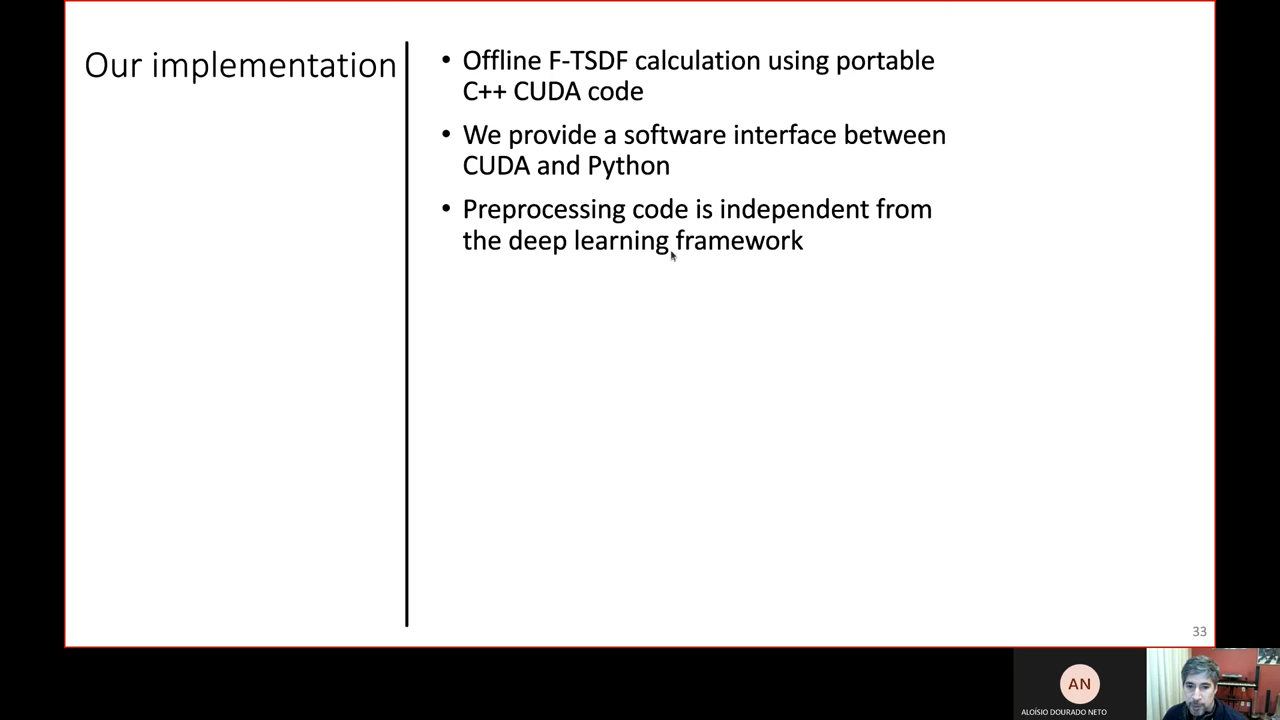 Our implementation
• Offline F-TSDF calculation using portable
C++ CUDA code
• We provide a software interface between
CUDA and Python
• Preprocessing code is independent from
the deep learning framework
33
AN
ALOÍSIO DOURADO NETO